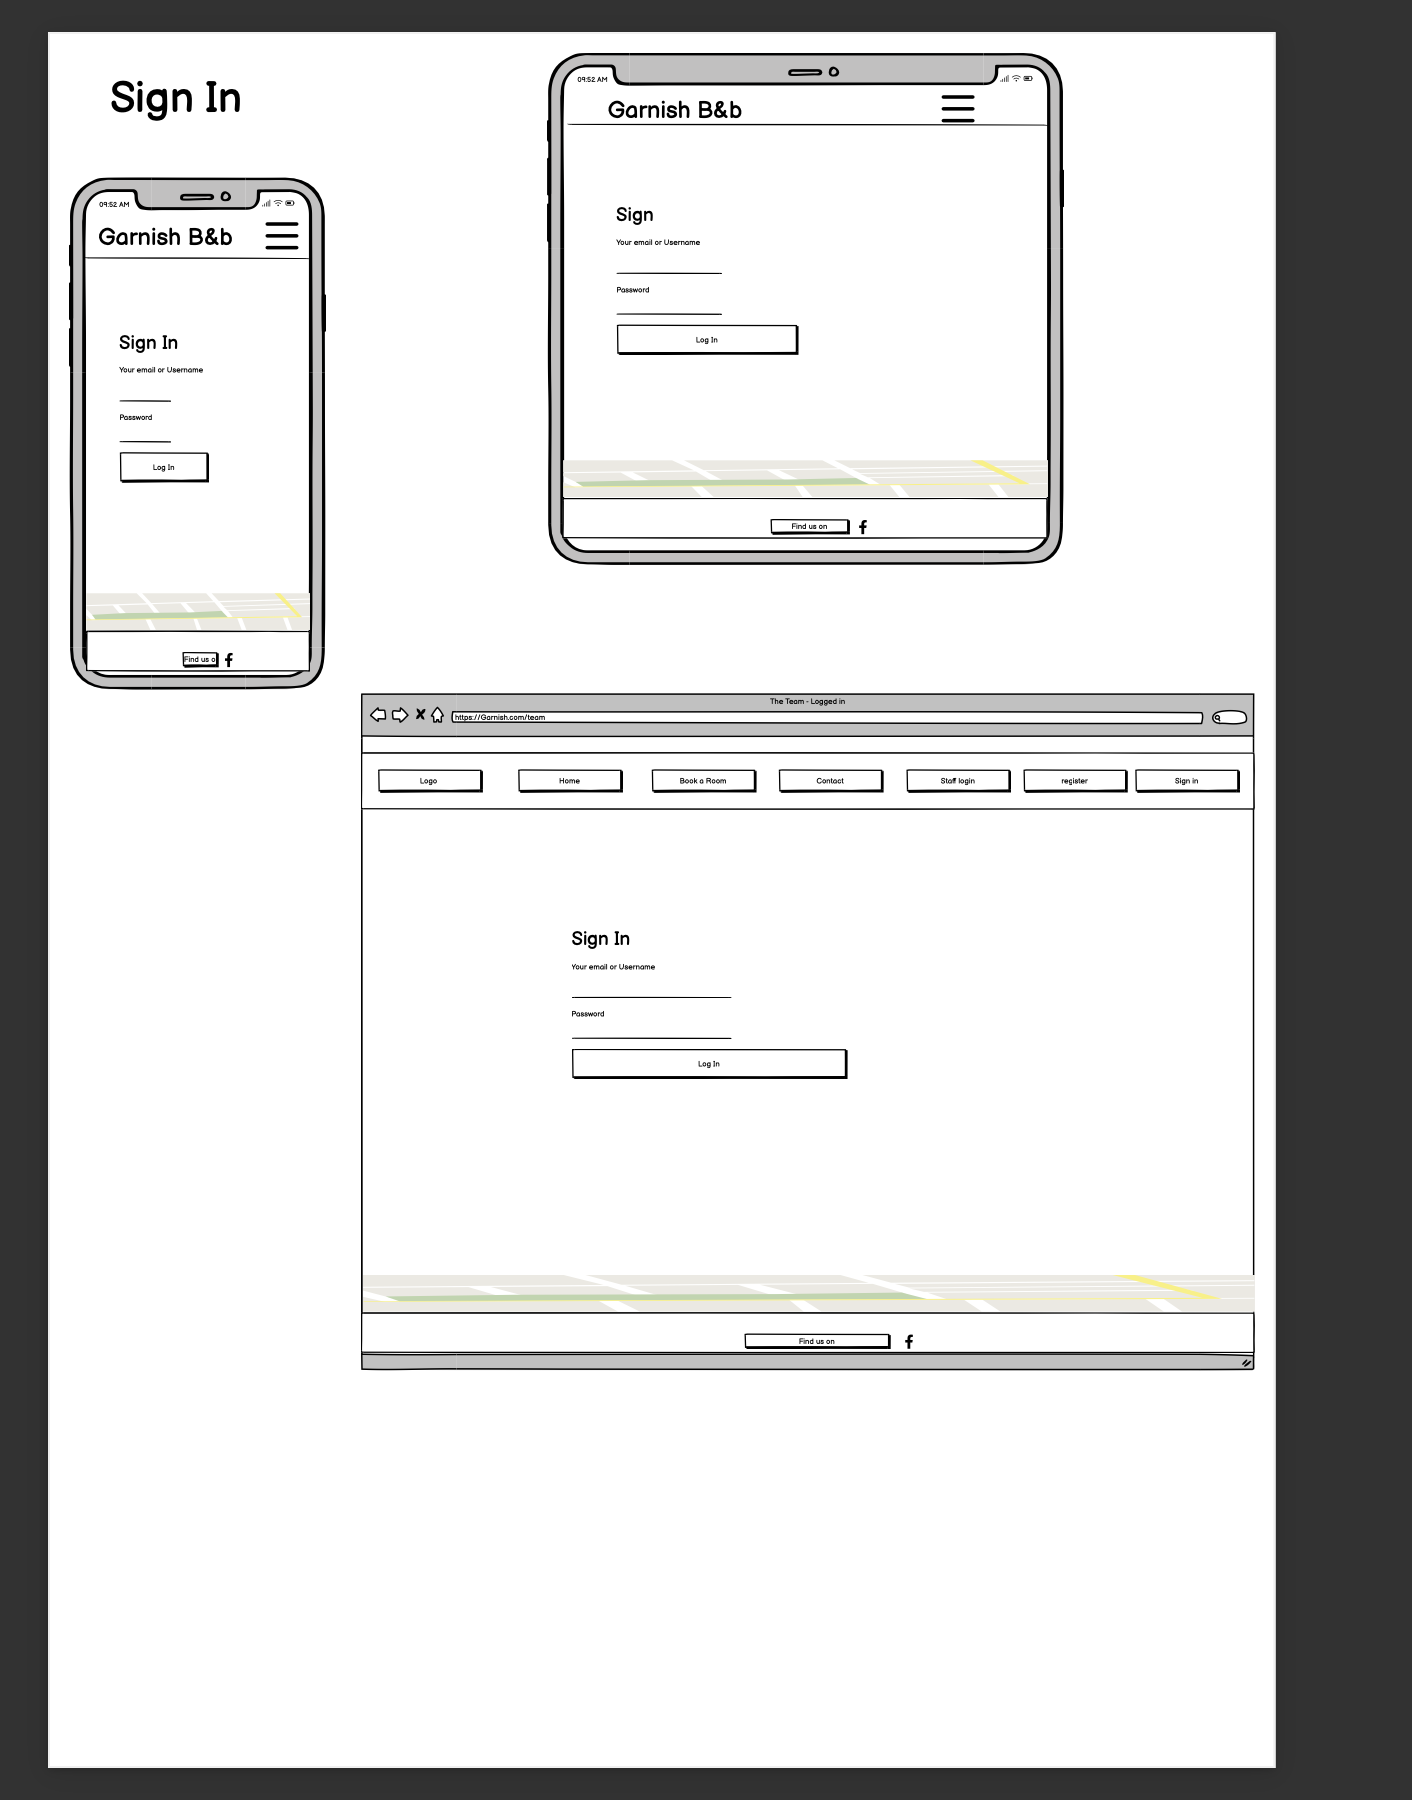 Sign In
09:52 AM
Garnish B&b
Sign In
Your email or Username
Password
Log In
Find us o
09:52 AM
Garnish B&b
Sign
Your email or Username
Password
Log In
Find us on
The Team - Logged in
https://Garnish.com/team
Logo Home Book a Room Contact Staff login register Sign in
Sign In
Your email or Username
Password
Log In
Find us on